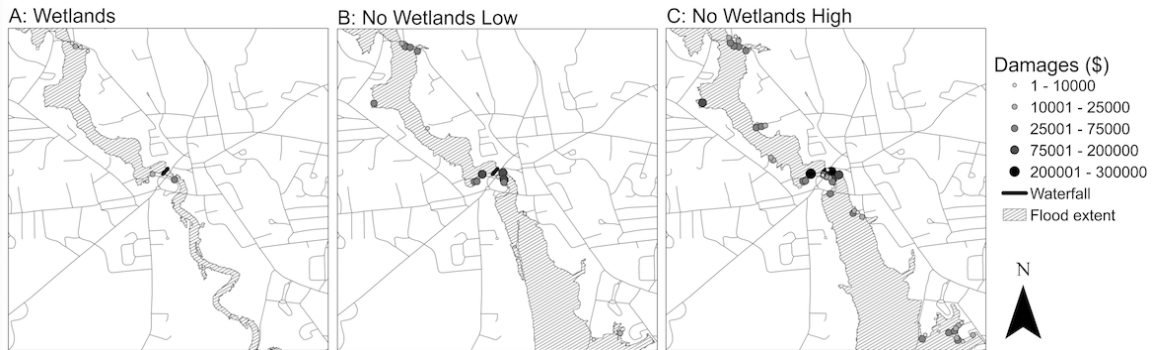 A: Wetlands
B: No Wetlands Low
C: No Wetlands High
Damages ($)
1 - 10000
10001 - 25000
25001 - 75000
75001 - 200000
200001 - 300000
Waterfall
Flood extent
N